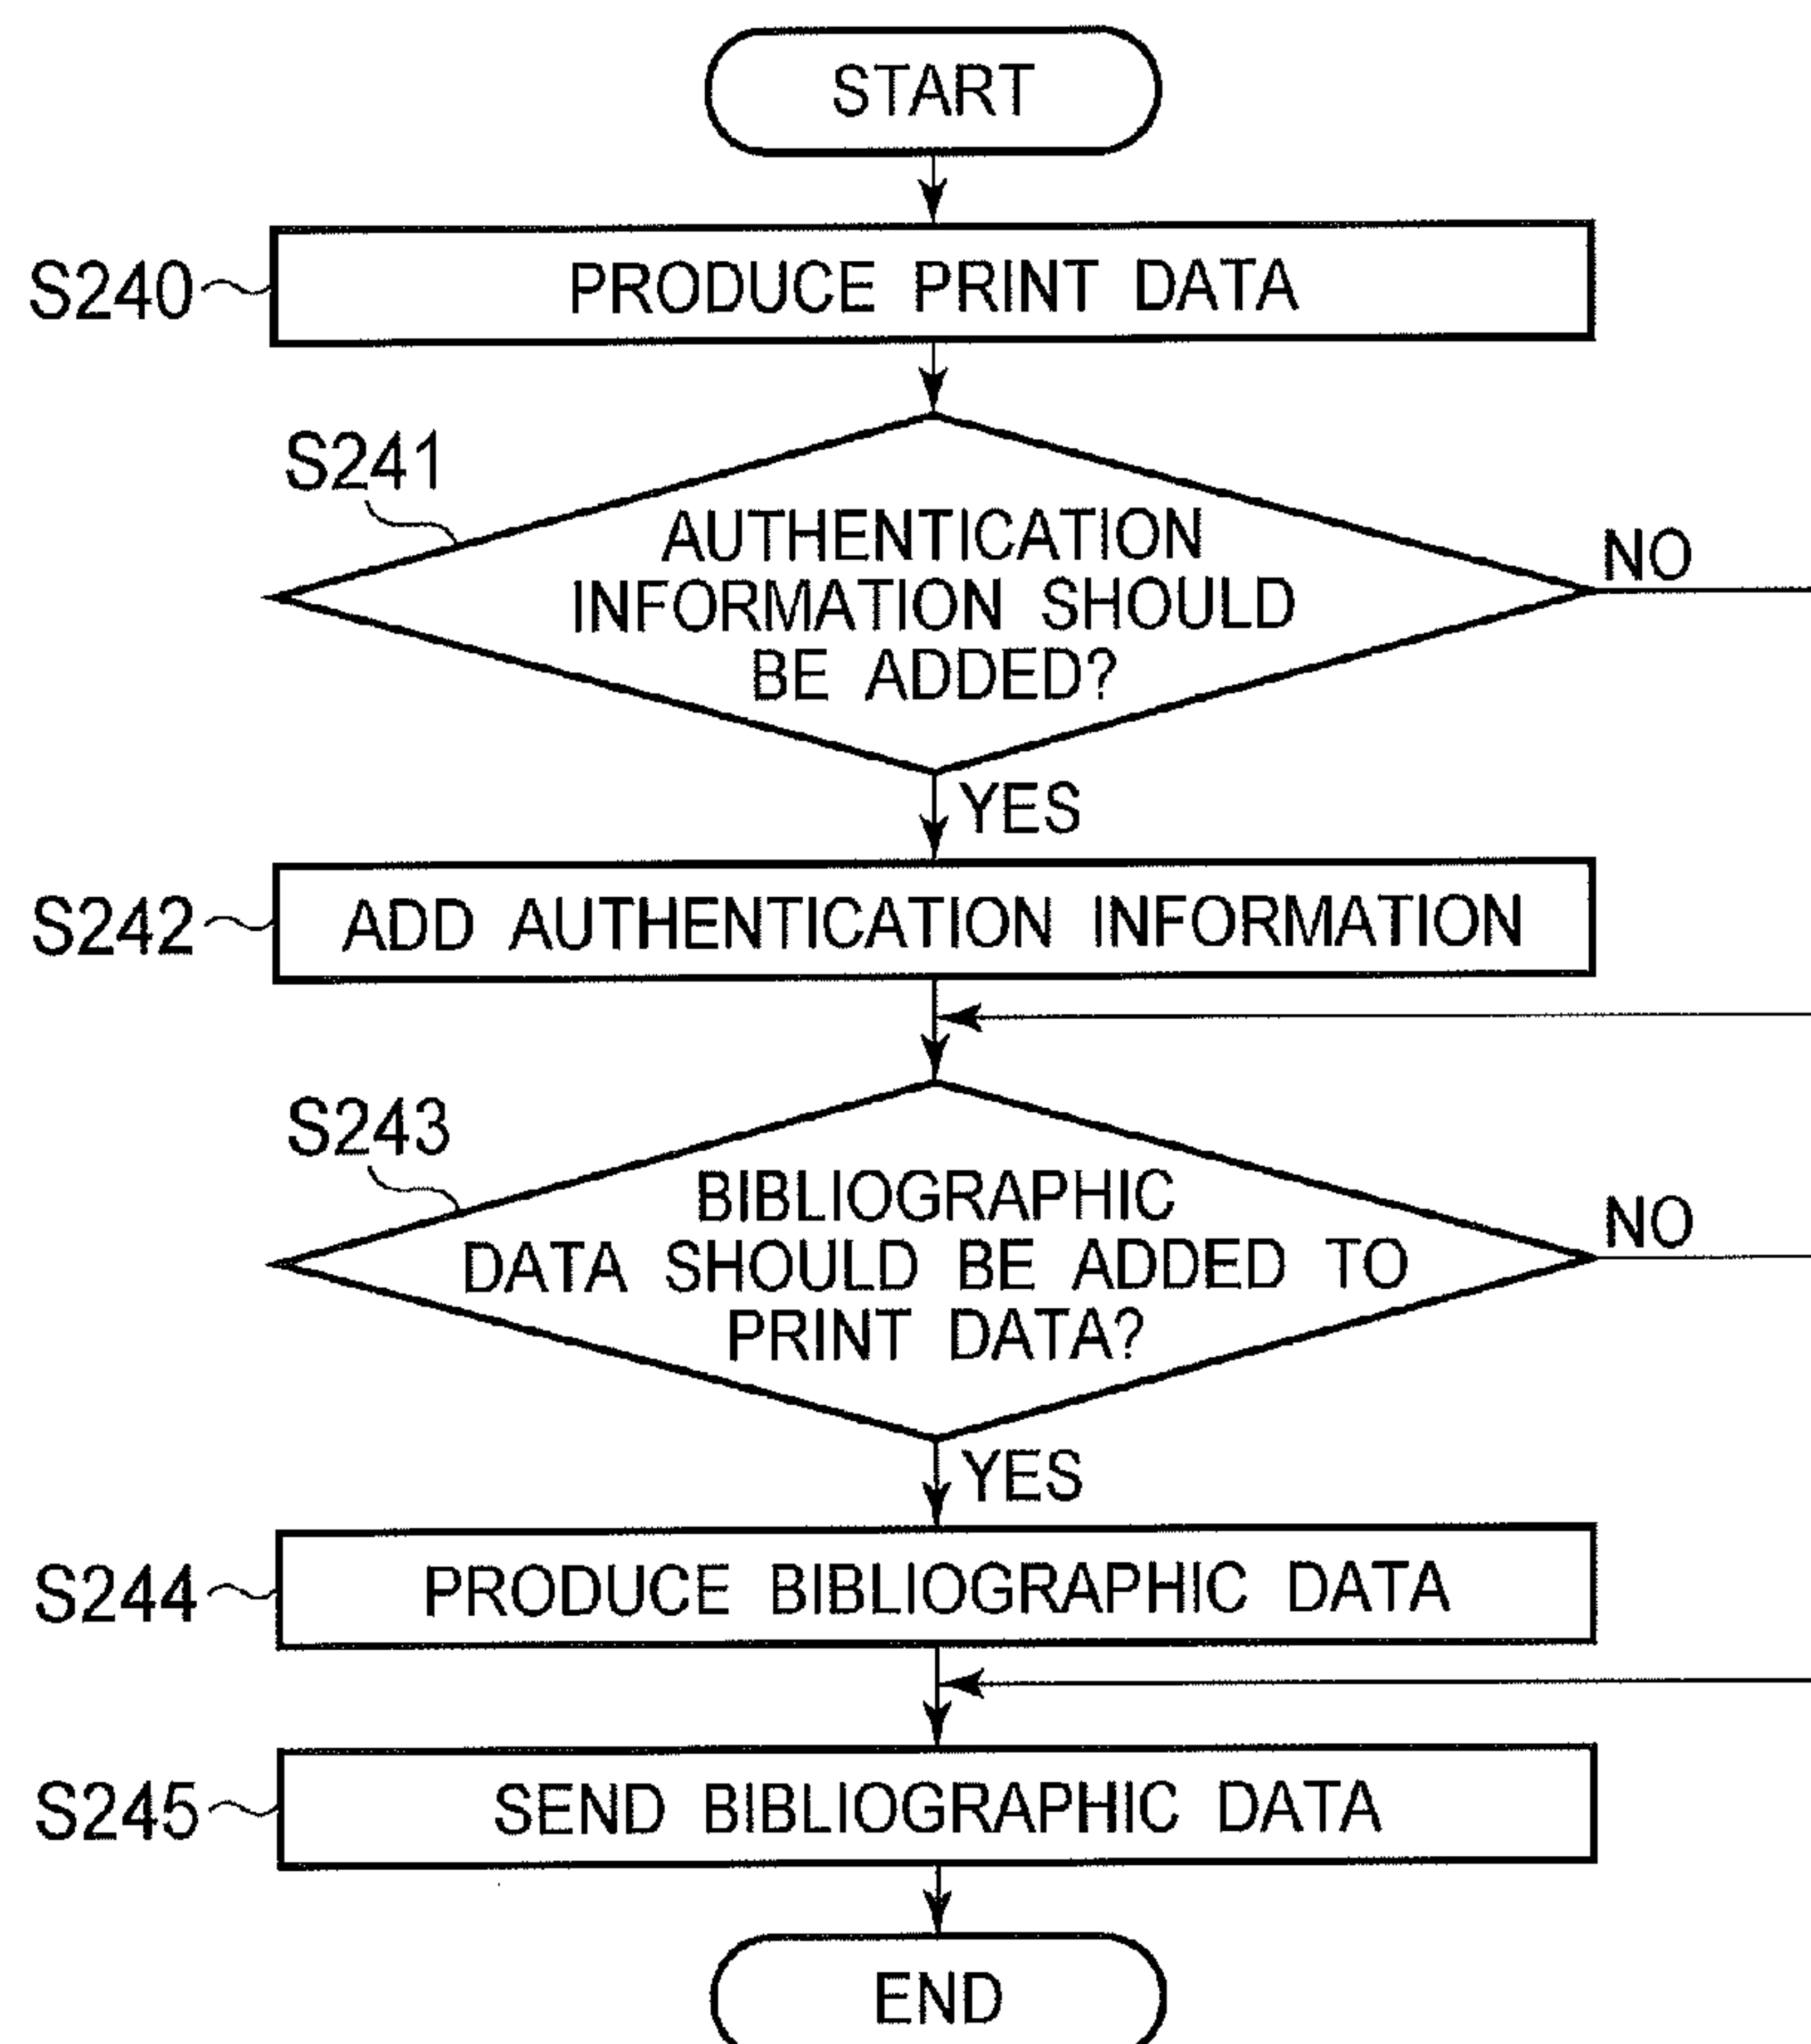 START
S240
PRODUCE PRINT DATA
S241
AUTHENTICATION
INFORMATION SHOULD
BE ADDED?
NO
YES
S242
ADD AUTHENTICATION INFORMATION
S243
BIBLIOGRAPHIC
DATA SHOULD BE ADDED TO
PRINT DATA?
NO
YES
S244
PRODUCE BIBLIOGRAPHIC DATA
S245
SEND BIBLIOGRAPHIC DATA
END